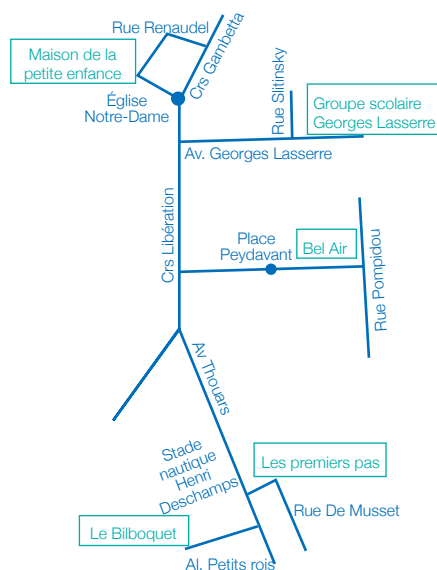 Rue Renaudel
Crs Gambetta
Maison de la
petite enfance
Église
Notre-Dame
Rue Slitinsky
Groupe scolaire
Georges Lasserre
Av. Georges Lasserre
Crs Libération
Place
Peydavant
Bel Air
Rue Pompidou
Av Thouars
Stade
nautique
Henri
Deschamps
Les premiers pas
Rue De Musset
Le Bilboquet
Al. Petits rois